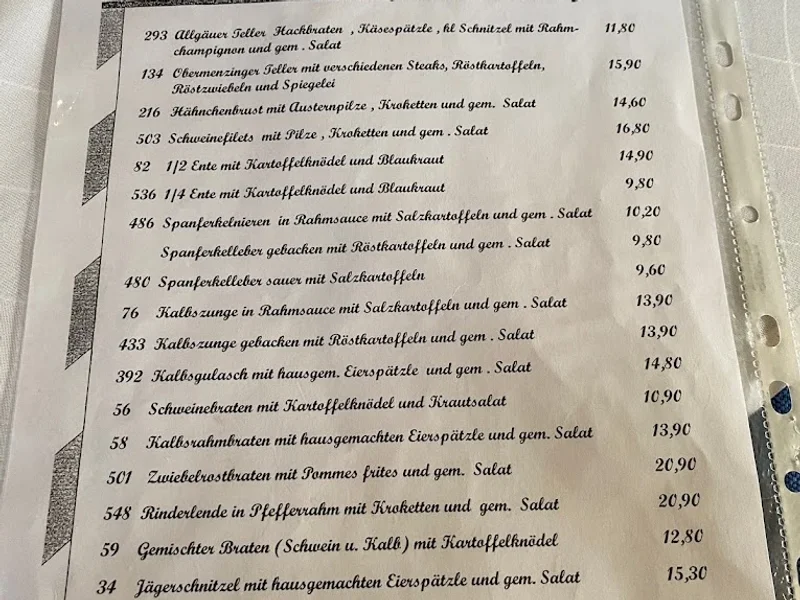 293 Allgäuer Teller Hackbraten , Käsespätzle , kl Schnitzel mit Rahm- 11,80
champignon und gem . Salat
134 Obermenzinger Teller mit verschiedenen Steaks, Röstkartoffeln, 15,90
Röstzwiebeln und Spiegelei
216 Hähnchenbrust mit Austernpilze , Kroketten und gem. Salat 14,60
503 Schweinefilets mit Pilze , Kroketten und gem . Salat 16,80
82 1/2 Ente mit Kartoffelknödel und Blaukraut 14,90
536 1/4 Ente mit Kartoffelknödel und Blaukraut 9,80
486 Spanferkelnieren in Rahmsauce mit Salzkartoffeln und gem . Salat 10,20
Spanferkelleber gebacken mit Röstkartoffeln und gem . Salat 9,80
480 Spanferkelleber sauer mit Salzkartoffeln 9,60
76 Kalbszunge in Rahmsauce mit Salzkartoffeln und gem . Salat 13,90
433 Kalbszunge gebacken mit Röstkartoffeln und gem . Salat 13,90
392 Kalbsgulasch mit hausgem. Eierspätzle und gem . Salat 14,80
56 Schweinebraten mit Kartoffelknödel und Krautsalat 10,90
58 Kalbsrahmbraten mit hausgemachten Eierspätzle und gem. Salat 13,90
501 Zwiebelrostbraten mit Pommes frites und gem. Salat 20,90
548 Rinderlende in Pfefferrahm mit Kroketten und gem. Salat 20,90
59 Gemischter Braten (Schwein u. Kalb) mit Kartoffelknödel 12,80
34 Jägerschnitzel mit hausgemachten Eierspätzle und gem. Salat 15,30